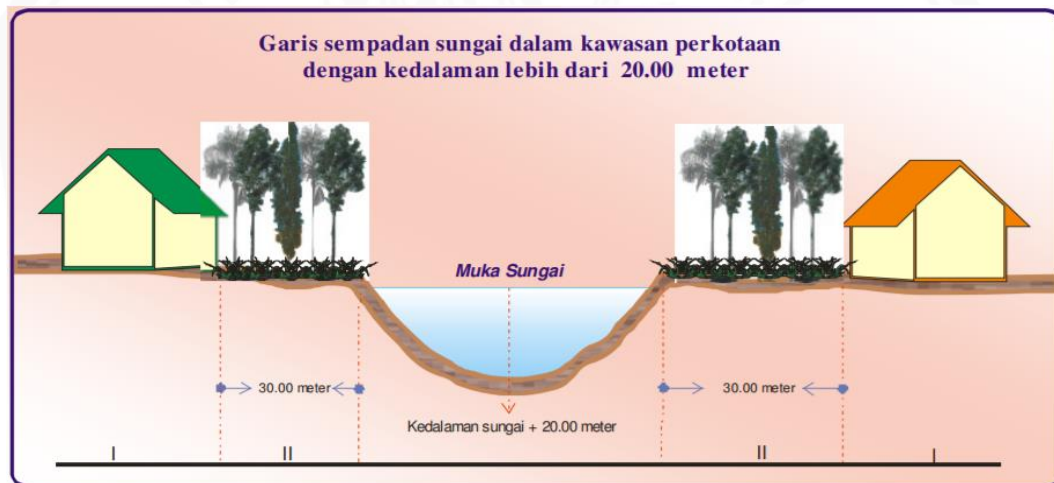 Garis sempadan sungai dalam kawasan perkotaan
dengan kedalaman lebih dari 20.00 meter
Muka Sungai
30.00 meter
30.00 meter
Kedalaman sungai + 20.00 meter
I
II
II
I